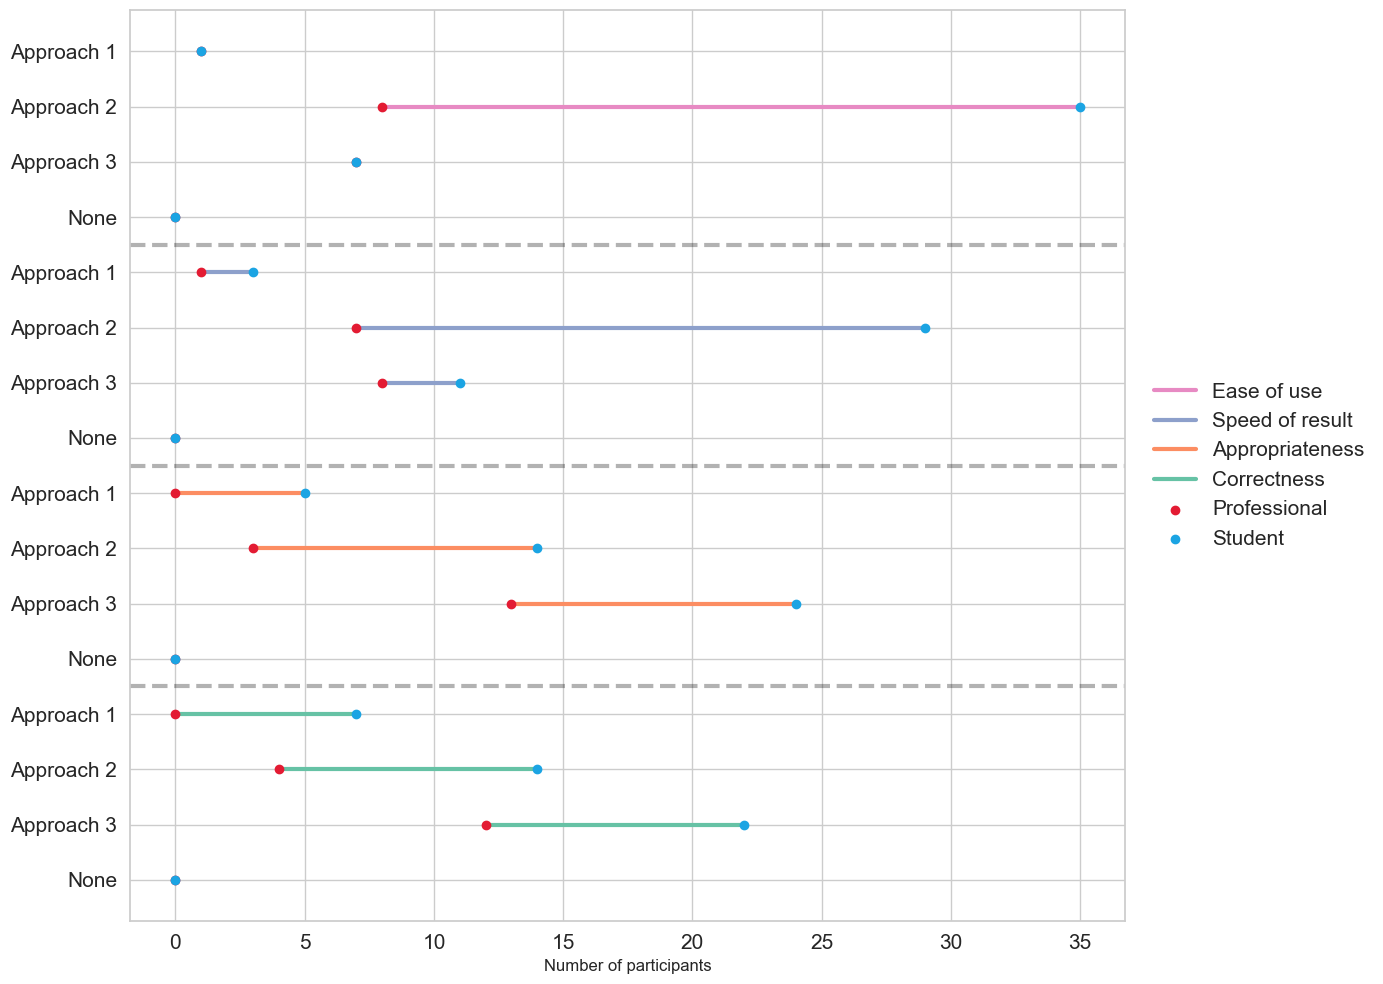 Approach 1
Approach 2
Approach 3
None
Approach 1
Approach 2
Approach 3
None
Approach 1
Approach 2
Approach 3
None
Approach 1
Approach 2
Approach 3
None
0 5 10 15 20 25 30 35
Number of participants
Ease of use
Speed of result
Appropriateness
Correctness
Professional
Student